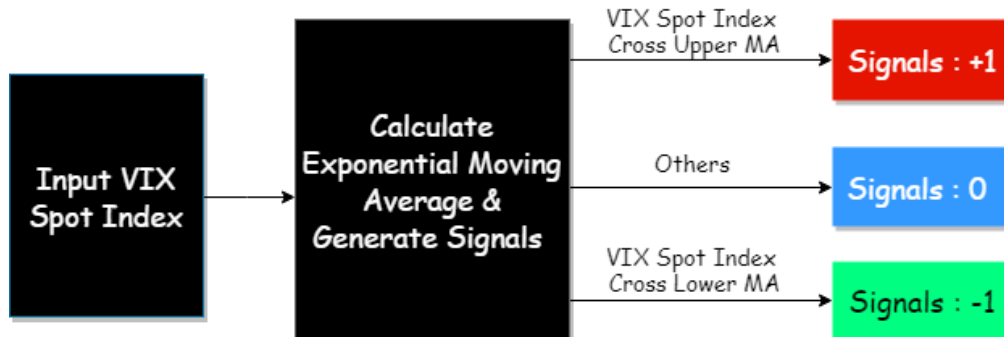 Input VIX
Spot Index
Calculate
Exponential Moving
Average &
Generate Signals
VIX Spot Index
Cross Upper MA
Signals : +1
Others
Signals : 0
VIX Spot Index
Cross Lower MA
Signals : -1